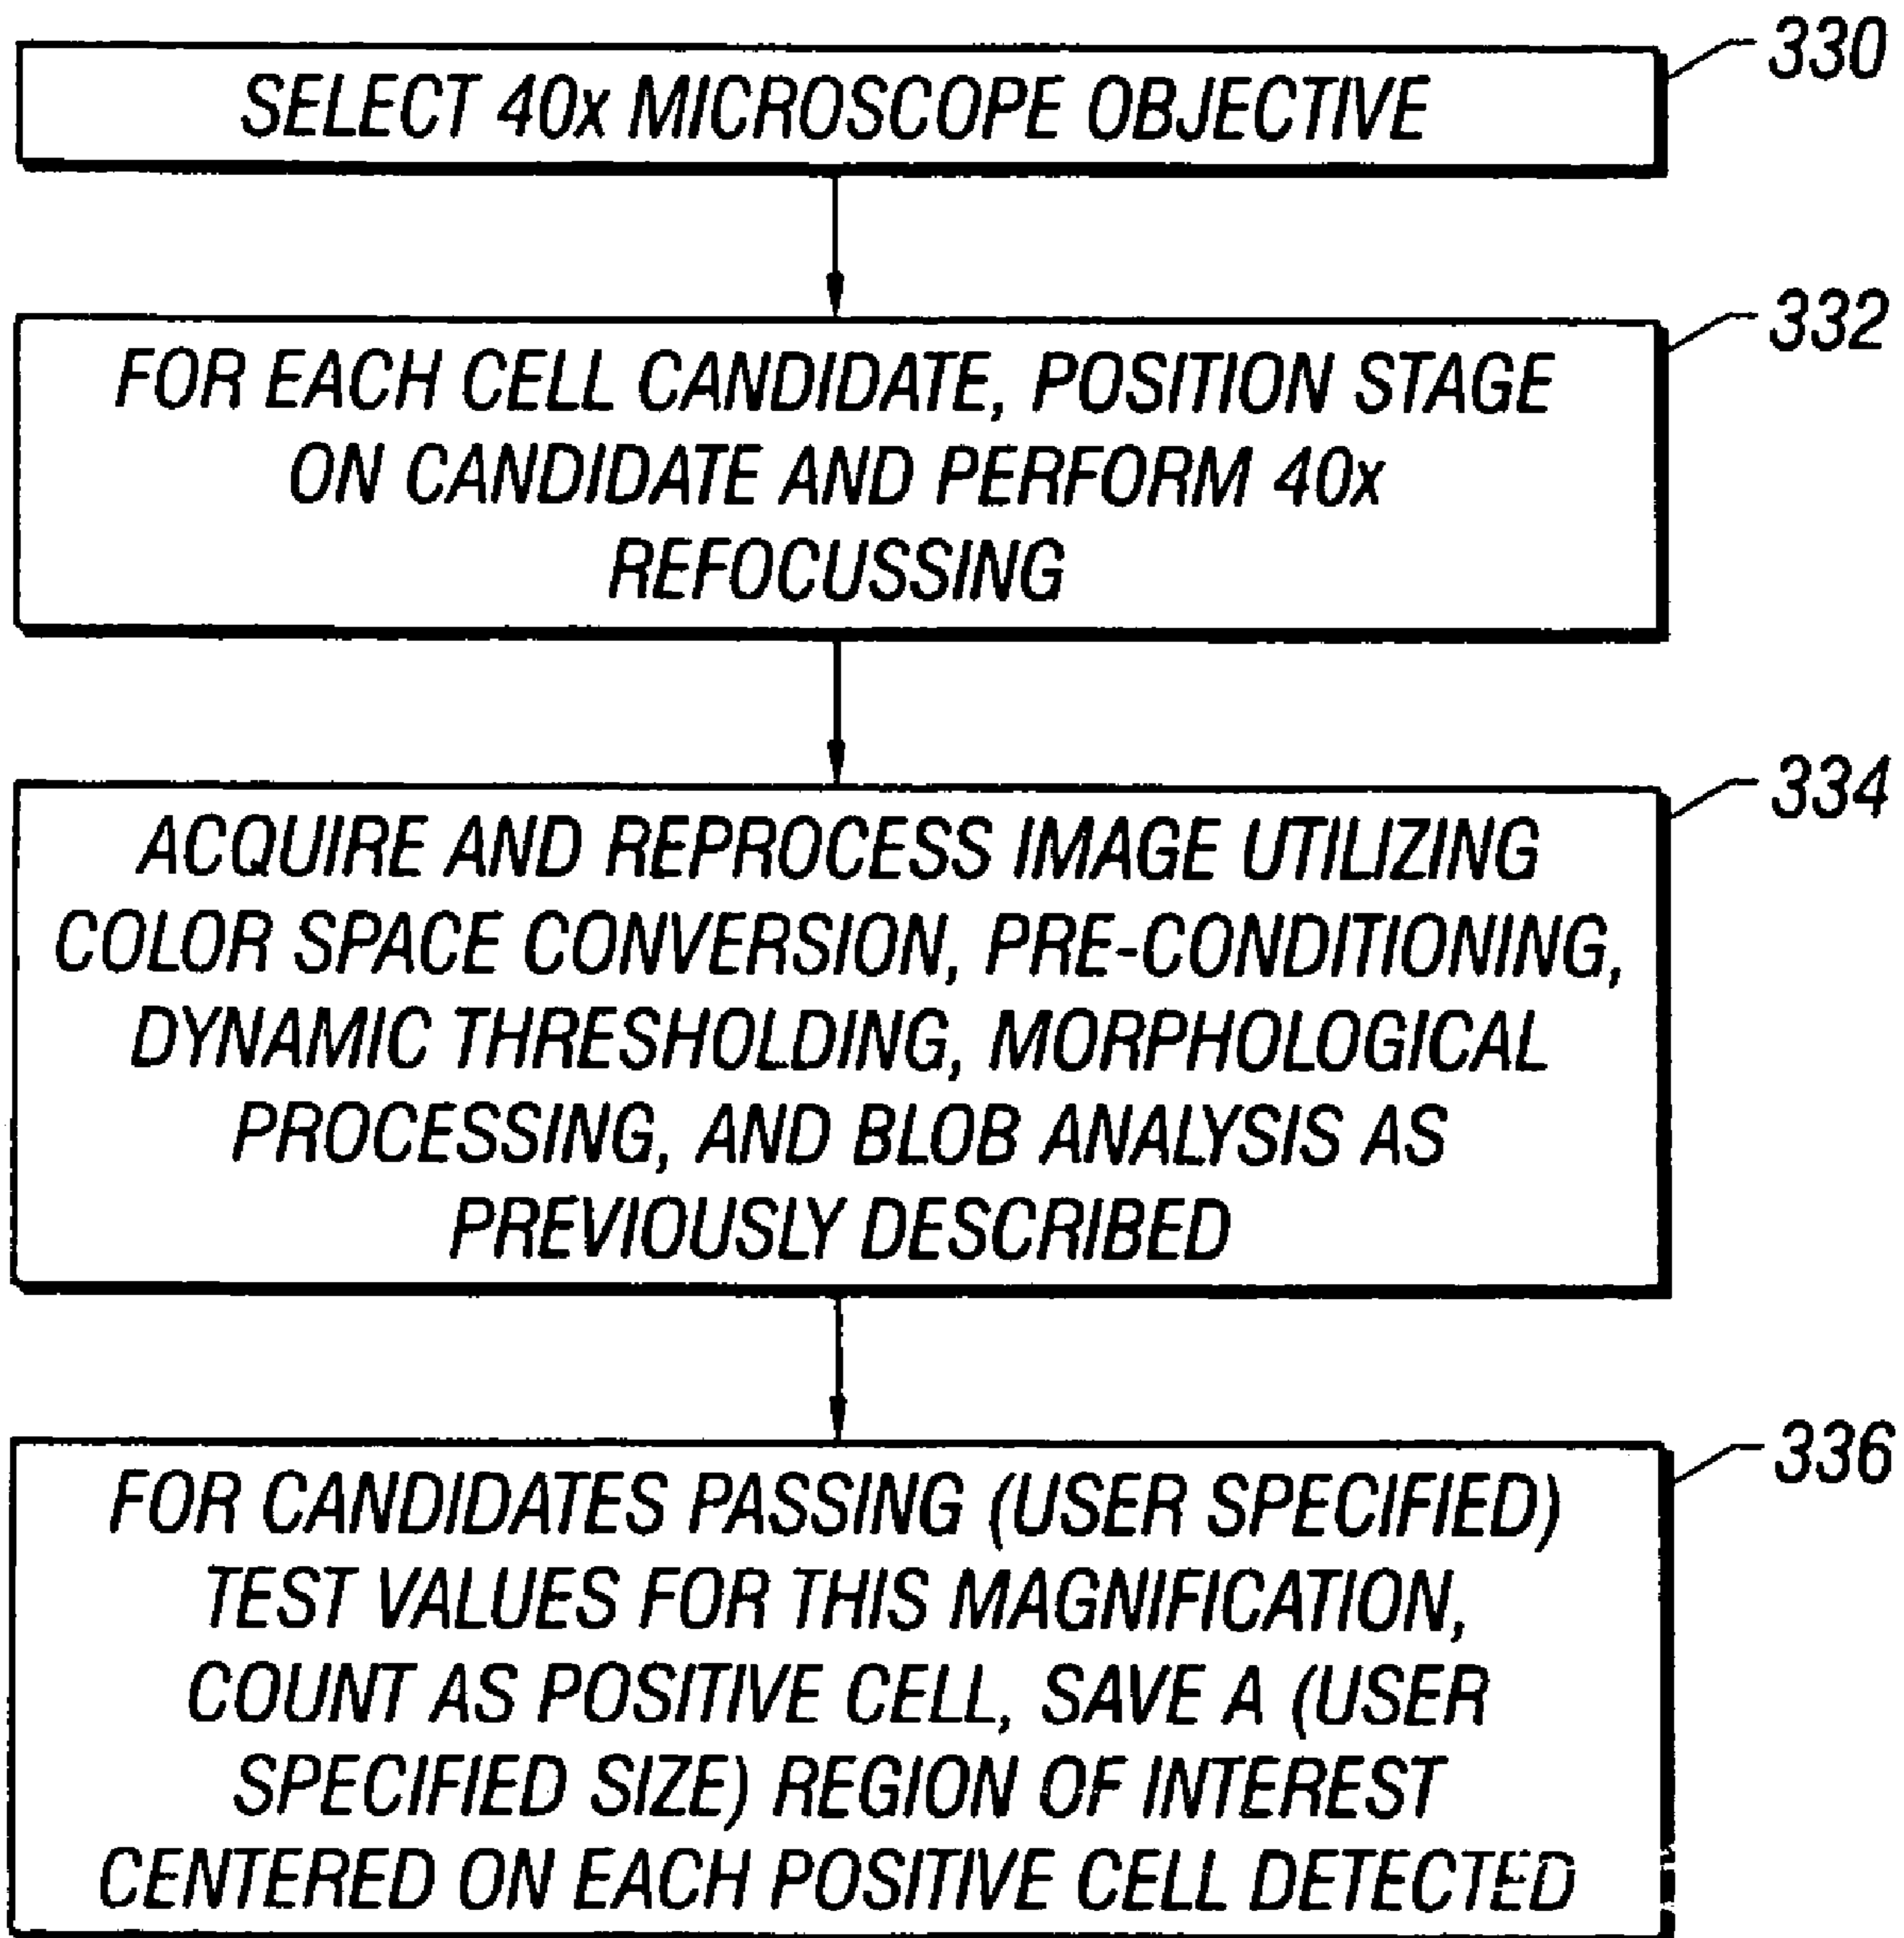 330
SELECT 40x MICROSCOPE OBJECTIVE
332
FOR EACH CELL CANDIDATE, POSITION STAGE
ON CANDIDATE AND PERFORM 40x
REFOCUSSING
334
ACQUIRE AND REPROCESS IMAGE UTILIZING
COLOR SPACE CONVERSION, PRE-CONDITIONING,
DYNAMIC THRESHOLDING, MORPHOLOGICAL
PROCESSING, AND BLOB ANALYSIS AS
PREVIOUSLY DESCRIBED
336
FOR CANDIDATES PASSING (USER SPECIFIED)
TEST VALUES FOR THIS MAGNIFICATION,
COUNT AS POSITIVE CELL, SAVE A (USER
SPECIFIED SIZE) REGION OF INTEREST
CENTERED ON EACH POSITIVE CELL DETECTED